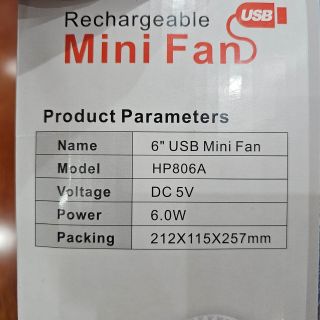 Rechargeable
Mini Fan
USB
Product Parameters
Name 6" USB Mini Fan
Model HP806A
Voltage DC 5V
Power 6.0W
Packing 212X115X257mm